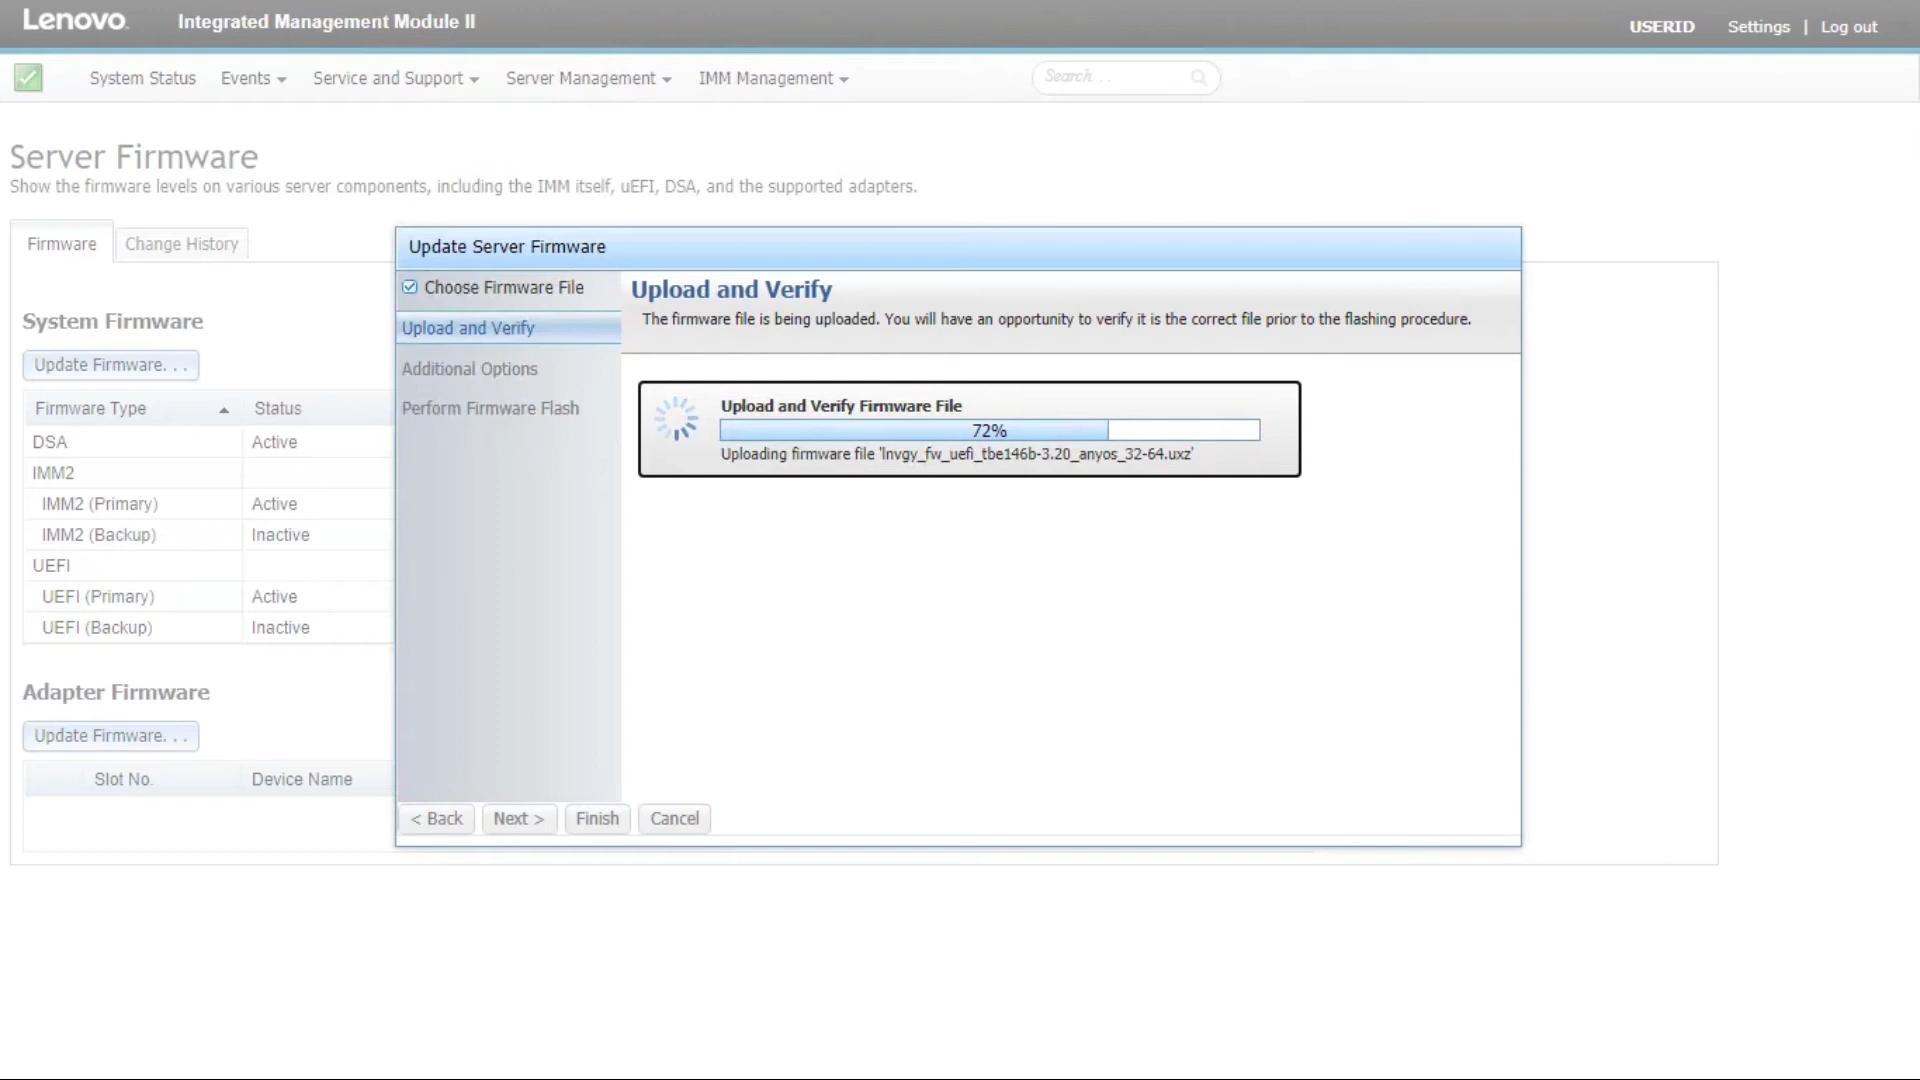 Lenovo
Integrated Management Module II
USERID Settings | Log out
System Status Events Service and Support Server Management IMM Management Search . .
Server Firmware
Show the firmware levels on various server components, including the IMM itself, uEFI, DSA, and the supported adapters.
Firmware Change History
System Firmware
Update Firmware. . .
Firmware Type Status
DSA Active
IMM2
IMM2 (Primary) Active
IMM2 (Backup) Inactive
UEFI
UEFI (Primary) Active
UEFI (Backup) Inactive
Adapter Firmware
Update Firmware. . .
Slot No. Device Name
Update Server Firmware
Choose Firmware File
Upload and Verify
Additional Options
Perform Firmware Flash
Upload and Verify
The firmware file is being uploaded. You will have an opportunity to verify it is the correct file prior to the flashing procedure.
Upload and Verify Firmware File
72%
Uploading firmware file 'lnvgy_fw_uefi_tbe146b-3.20_anyos_32-64.uxz'
< Back Next > Finish Cancel